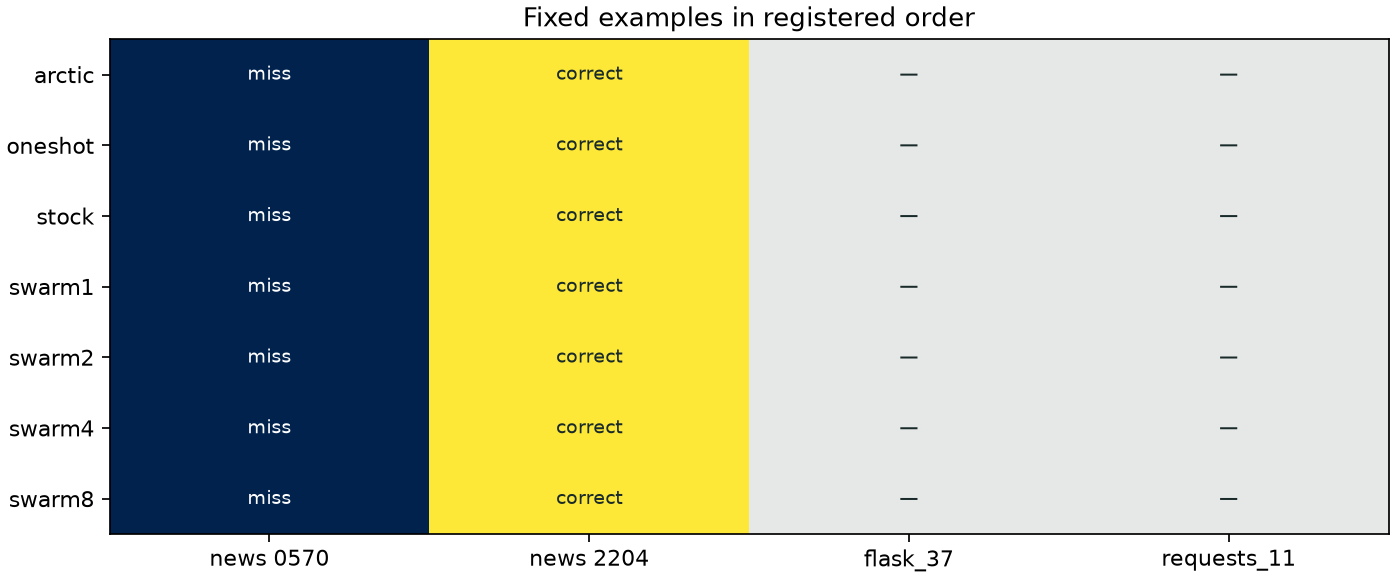 Fixed examples in registered order
arctic miss correct — —
oneshot miss correct — —
stock miss correct — —
swarm1 miss correct — —
swarm2 miss correct — —
swarm4 miss correct — —
swarm8 miss correct — —
news 0570 news 2204 flask_37 requests_11